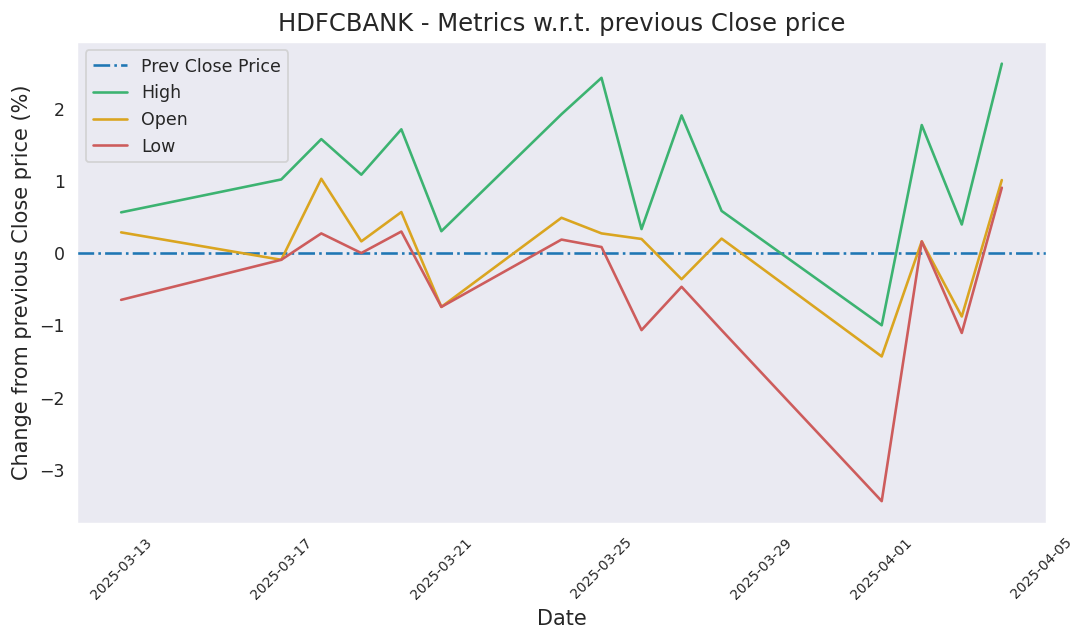 HDFCBANK - Metrics w.r.t. previous Close price
Prev Close Price
High
Open
Low
Change from previous Close price (%)
2
1
0
−1
−2
−3
2025-03-13
2025-03-17
2025-03-21
2025-03-25
2025-03-29
2025-04-01
2025-04-05
Date